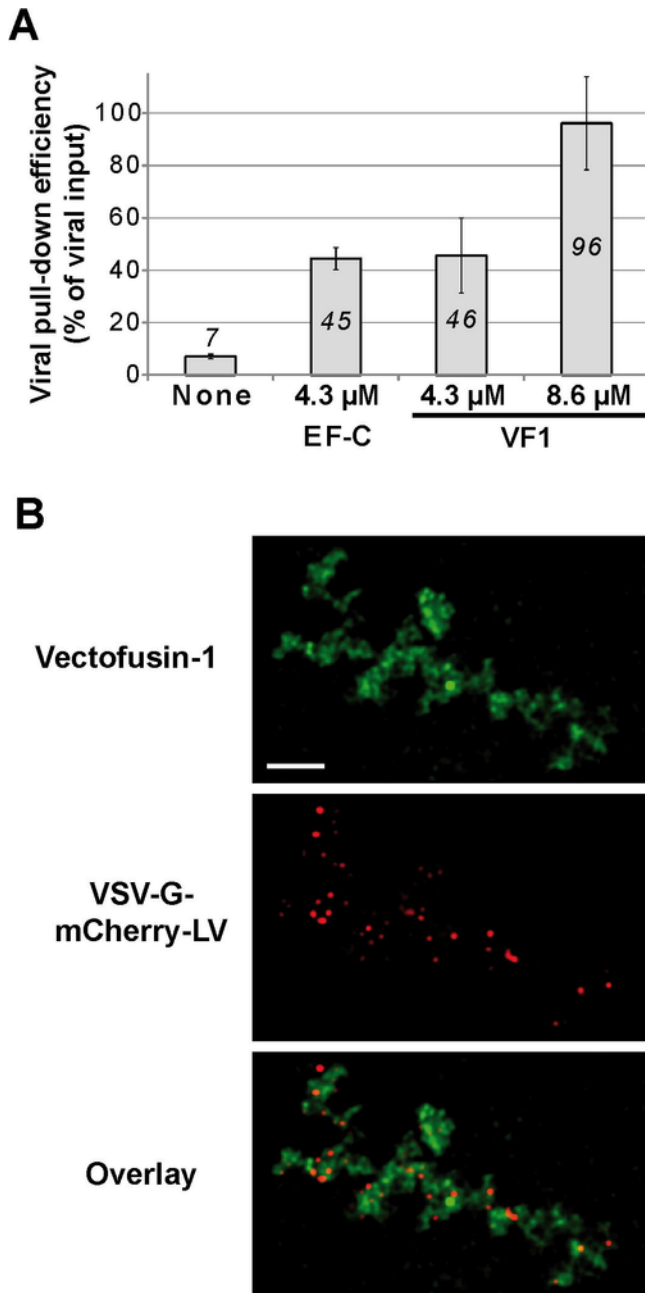 A
Viral pull-down efficiency
(% of viral input)
100
80
60
40
20
0
7
45
46
96
None
4.3 µM
4.3 µM
8.6 µM
EF-C
VF1
B
Vectofusin-1
VSV-G-
mCherry-LV
Overlay